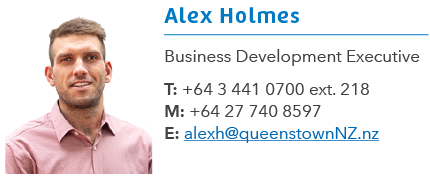 Alex Holmes
Business Development Executive
T: +64 3 441 0700 ext. 218
M: +64 27 740 8597
E: alexh@queenstownNZ.nz